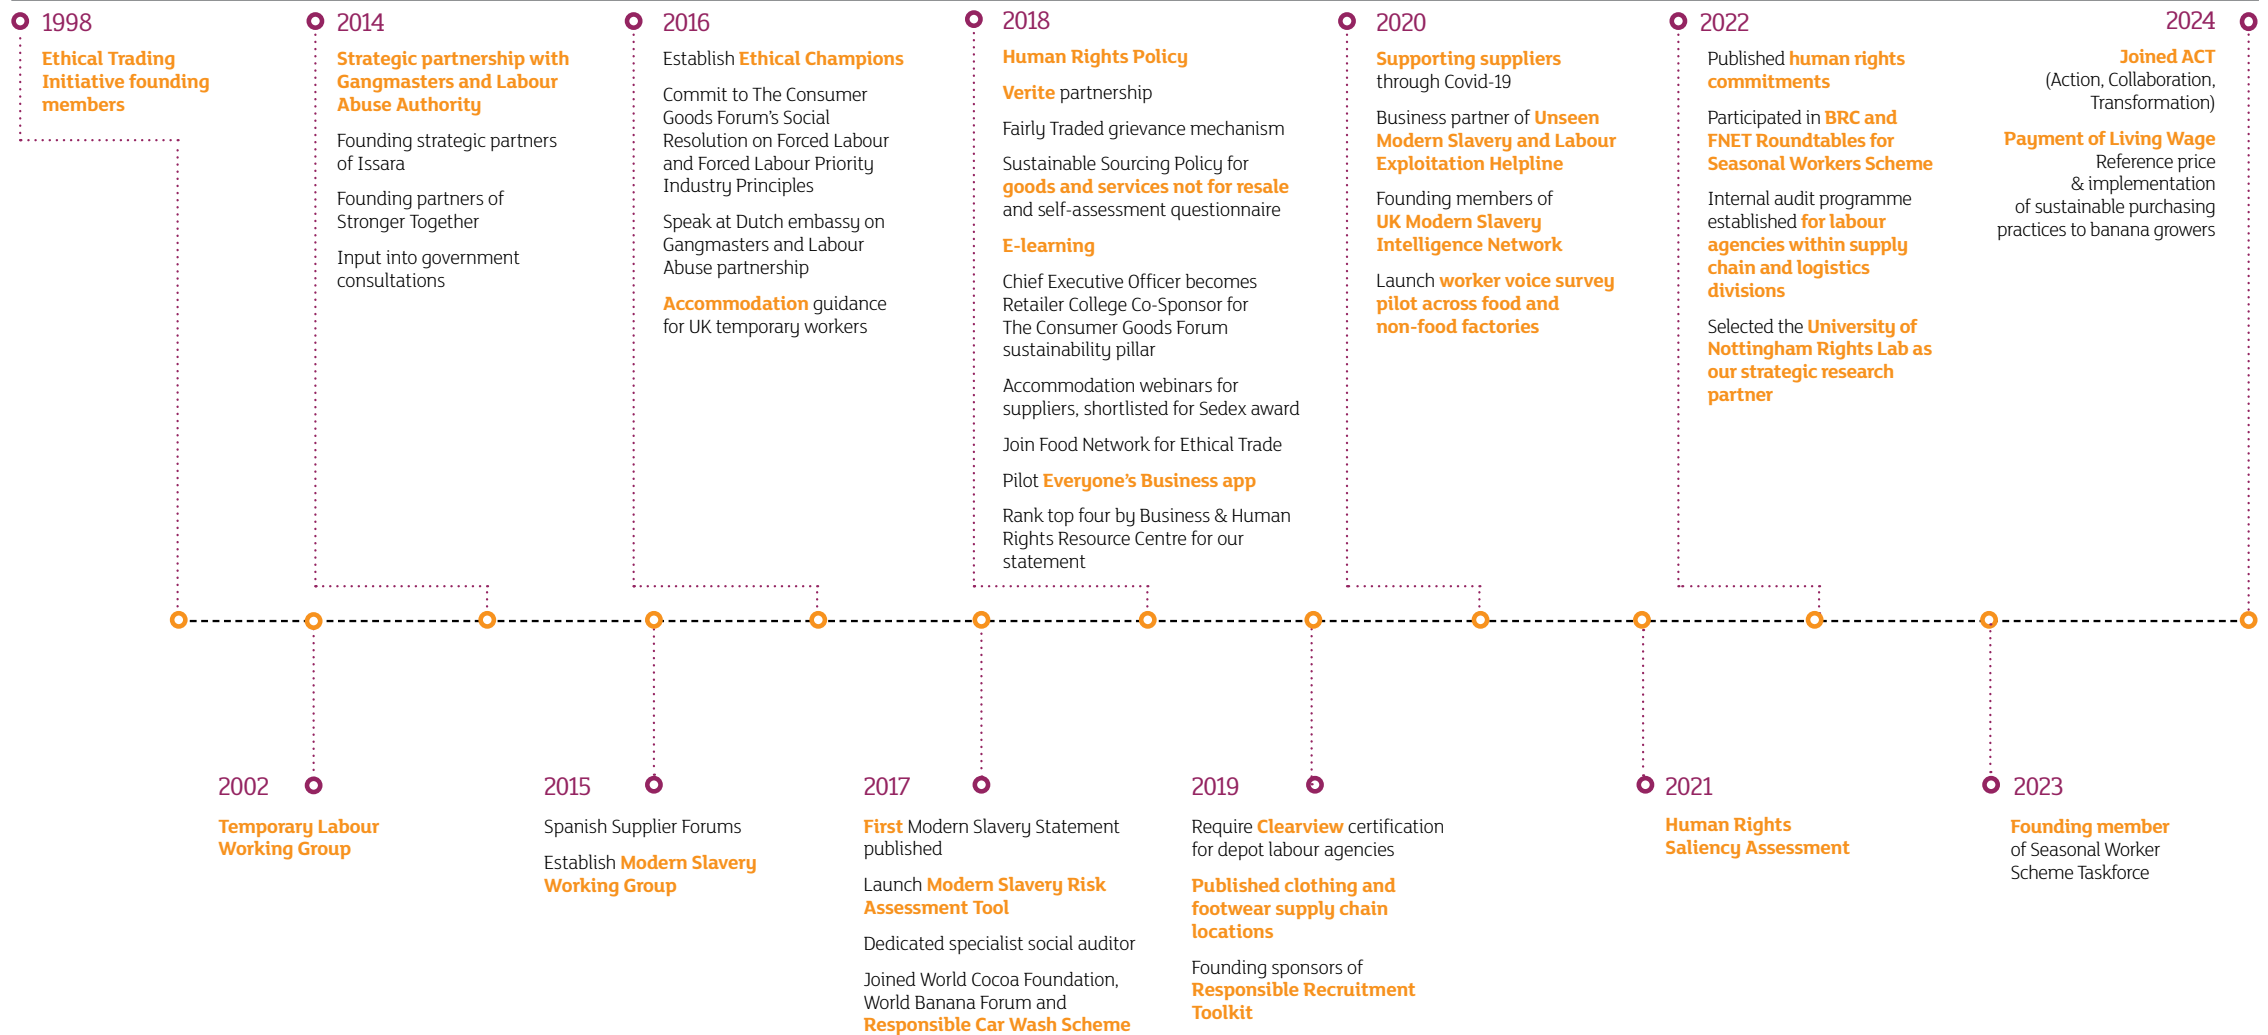 1998
Ethical Trading
Initiative founding
members
2014
Strategic partnership with
Gangmasters and Labour
Abuse Authority
Founding strategic partners
of Issara
Founding partners of
Stronger Together
Input into government
consultations
2016
Establish Ethical Champions
Commit to The Consumer
Goods Forum’s Social
Resolution on Forced Labour
and Forced Labour Priority
Industry Principles
Speak at Dutch embassy on
Gangmasters and Labour
Abuse partnership
Accommodation guidance
for UK temporary workers
2018
Human Rights Policy
Verite partnership
Fairly Traded grievance mechanism
Sustainable Sourcing Policy for
goods and services not for resale
and self-assessment questionnaire
E-learning
Chief Executive Officer becomes
Retailer College Co-Sponsor for
The Consumer Goods Forum
sustainability pillar
Accommodation webinars for
suppliers, shortlisted for Sedex award
Join Food Network for Ethical Trade
Pilot Everyone’s Business app
Rank top four by Business & Human
Rights Resource Centre for our
statement
2020
Supporting suppliers
through Covid-19
Business partner of Unseen
Modern Slavery and Labour
Exploitation Helpline
Founding members of
UK Modern Slavery
Intelligence Network
Launch worker voice survey
pilot across food and
non-food factories
2022
Published human rights
commitments
Participated in BRC and
FNET Roundtables for
Seasonal Workers Scheme
Internal audit programme
established for labour
agencies within supply
chain and logistics
divisions
Selected the University of
Nottingham Rights Lab as
our strategic research
partner
2024
Joined ACT
(Action, Collaboration,
Transformation)
Payment of Living Wage
Reference price
& implementation
of sustainable purchasing
practices to banana growers
2002
Temporary Labour
Working Group
2015
Spanish Supplier Forums
Establish Modern Slavery
Working Group
2017
First Modern Slavery Statement
published
Launch Modern Slavery Risk
Assessment Tool
Dedicated specialist social auditor
Joined World Cocoa Foundation,
World Banana Forum and
Responsible Car Wash Scheme
2019
Require Clearview certification
for depot labour agencies
Published clothing and
footwear supply chain
locations
Founding sponsors of
Responsible Recruitment
Toolkit
2021
Human Rights
Saliency Assessment
2023
Founding member
of Seasonal Worker
Scheme Taskforce